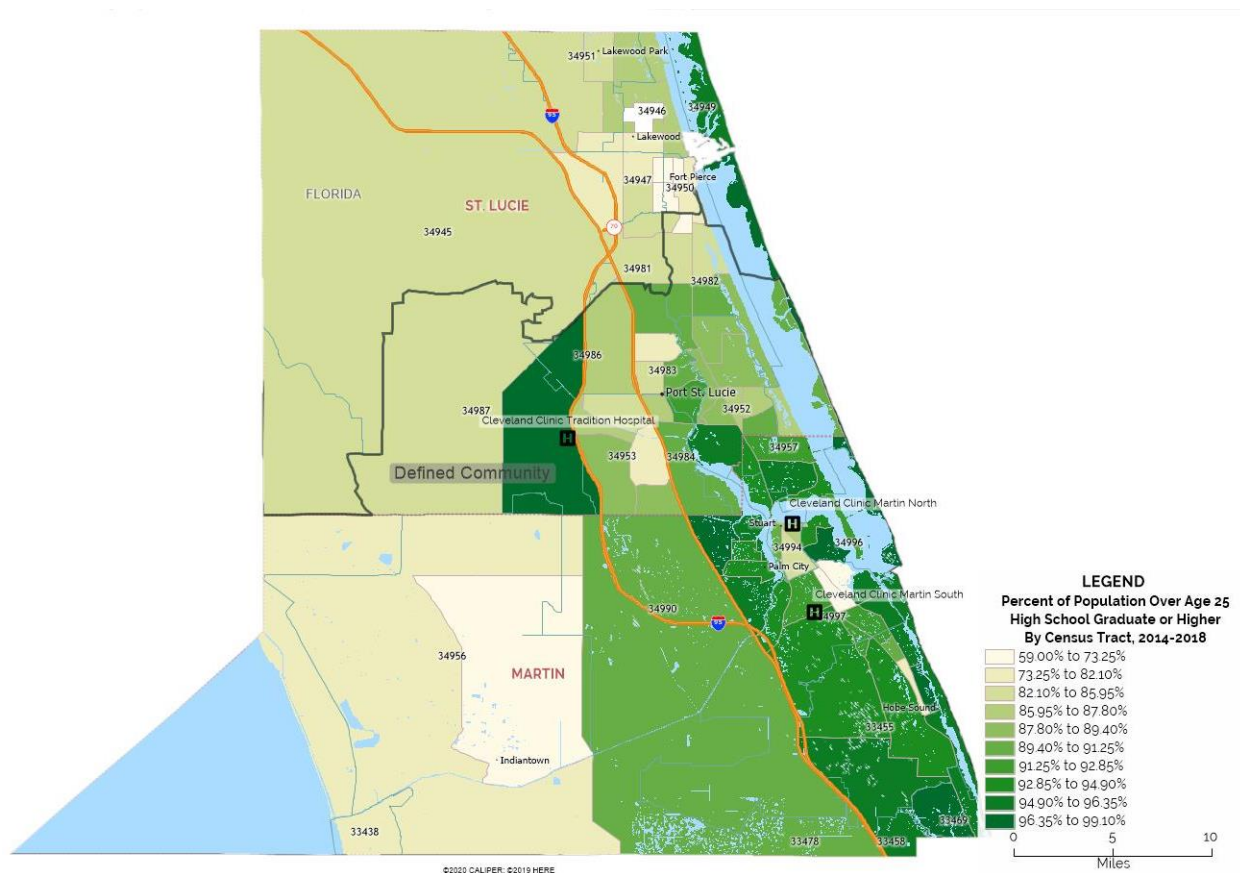 34951
Lakewood Park
34946
34949
95
Lakewood
FLORIDA
ST. LUCIE
34947
Fort Pierce
34950
34945
70
34981
34982
34986
34983
Port St. Lucie
34987
34952
Cleveland Clinic Tradition Hospital
H
34957
34953
34984
Defined Community
Cleveland Clinic Martin North
Stuart
H
34994
34996
Palm City
Cleveland Clinic Martin South
34990
H
34997
95
34956
MARTIN
Hobe Sound
33455
Indiantown
33469
33438
33478
33458
LEGEND
Percent of Population Over Age 25
High School Graduate or Higher
By Census Tract, 2014-2018
59.00% to 73.25%
73.25% to 82.10%
82.10% to 85.95%
85.95% to 87.80%
87.80% to 89.40%
89.40% to 91.25%
91.25% to 92.85%
92.85% to 94.90%
94.90% to 96.35%
96.35% to 99.10%
0 5 10
Miles
©2020 CALIPER; ©2019 HERE